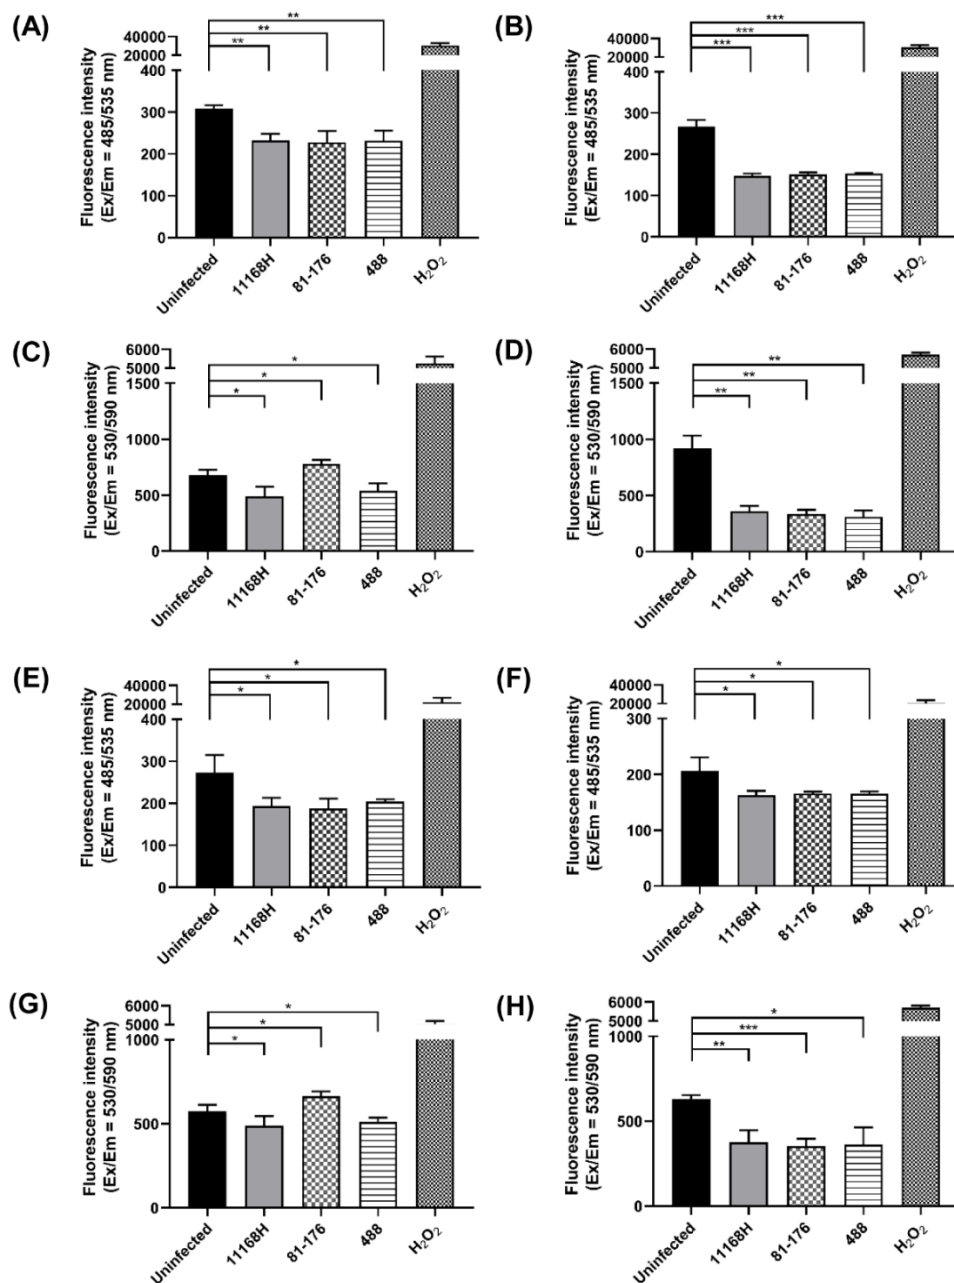 (A)
Fluorescence intensity
(Ex/Em = 485/535 nm)
40000
20000
400
300
200
100
0
**
**
**
Uninfected
11168H
81-176
488
H₂O₂
(B)
Fluorescence intensity
(Ex/Em = 485/535 nm)
40000
20000
400
300
200
100
0
***
***
***
Uninfected
11168H
81-176
488
H₂O₂
(C)
Fluorescence intensity
(Ex/Em = 530/590 nm)
6000
5000
1500
1000
500
0
*
*
*
Uninfected
11168H
81-176
488
H₂O₂
(D)
Fluorescence intensity
(Ex/Em = 530/590 nm)
6000
5000
1500
1000
500
0
**
**
**
Uninfected
11168H
81-176
488
H₂O₂
(E)
Fluorescence intensity
(Ex/Em = 485/535 nm)
40000
20000
400
300
200
100
0
*
*
*
Uninfected
11168H
81-176
488
H₂O₂
(F)
Fluorescence intensity
(Ex/Em = 485/535 nm)
40000
20000
300
200
100
0
*
*
*
Uninfected
11168H
81-176
488
H₂O₂
(G)
Fluorescence intensity
(Ex/Em = 530/590 nm)
6000
5000
1000
500
0
*
*
*
Uninfected
11168H
81-176
488
H₂O₂
(H)
Fluorescence intensity
(Ex/Em = 530/590 nm)
6000
5000
1000
500
0
*
***
**
Uninfected
11168H
81-176
488
H₂O₂